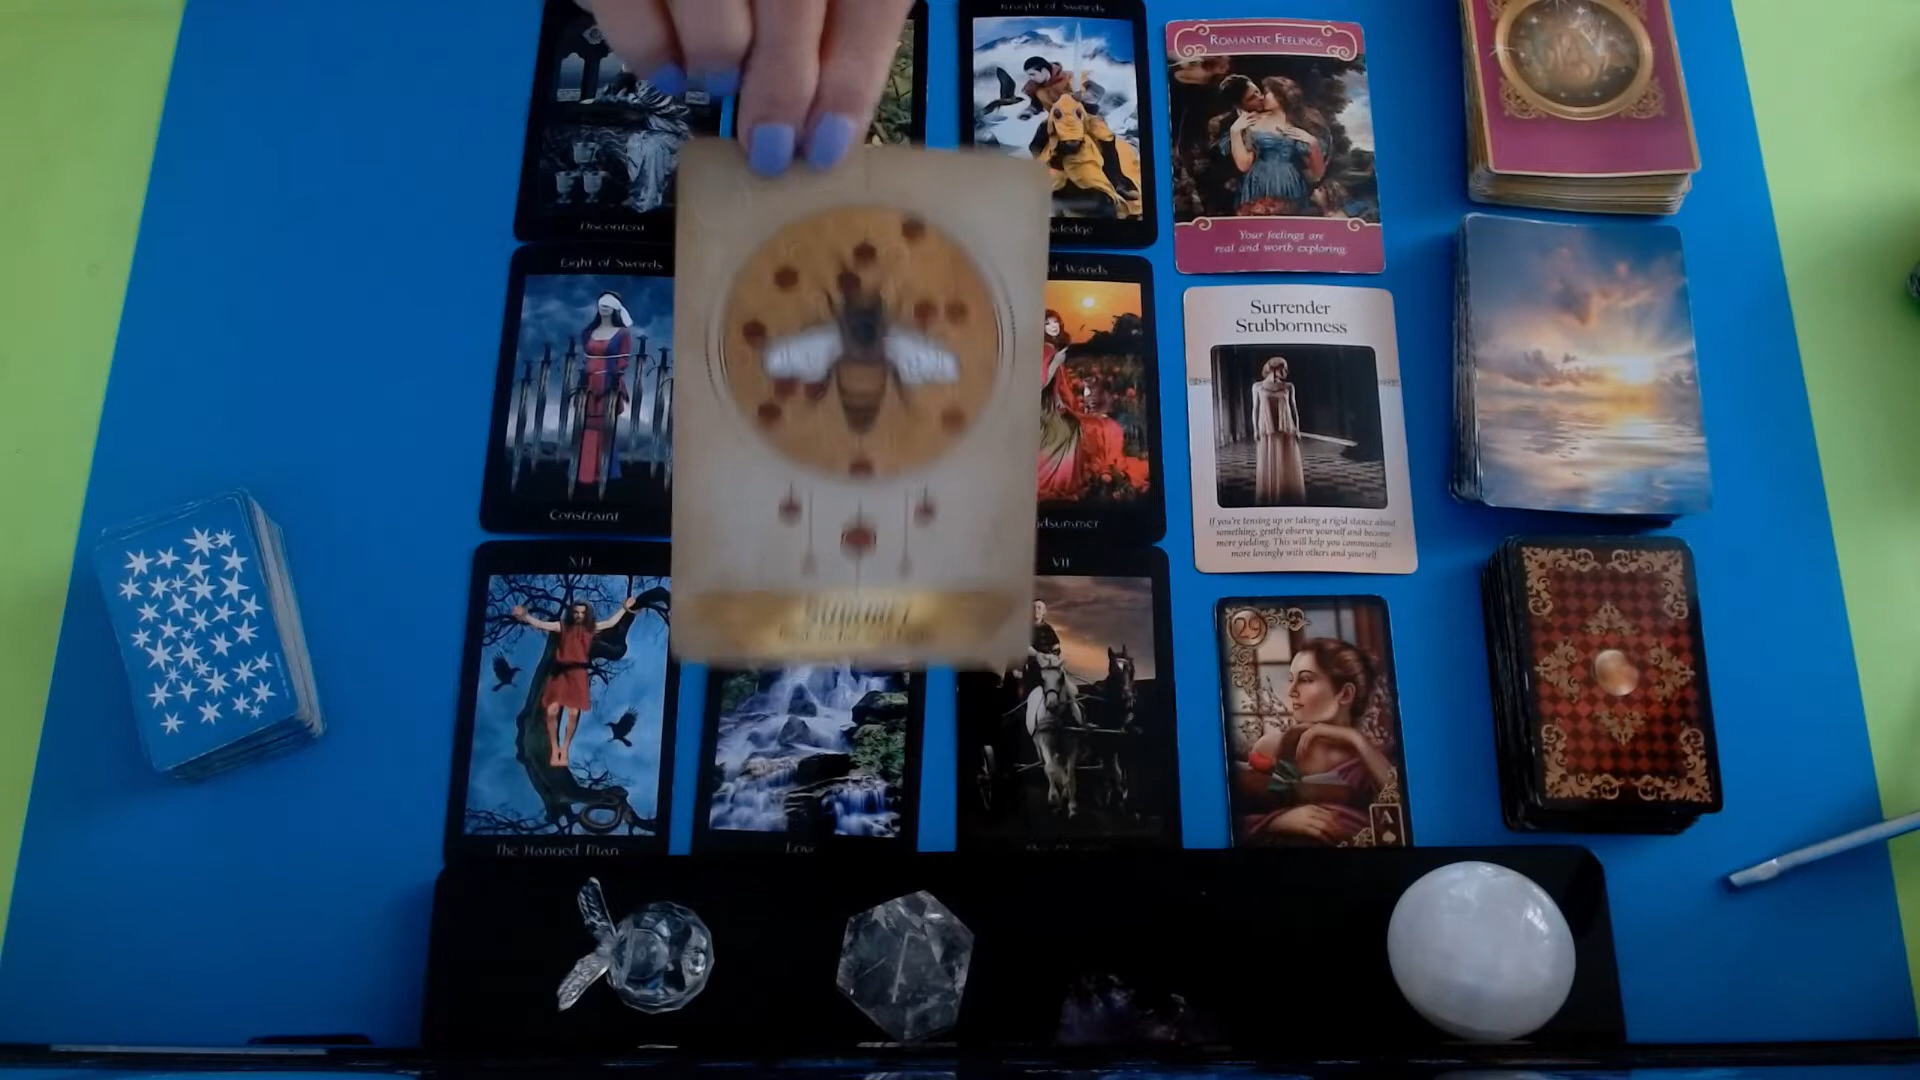 Knight of Swords
ROMANTIC FEELINGS
Discontent
Your feelings are
real and worth exploring.
Eight of Swords
of Wands
Surrender
Stubbornness
Constraint
If you're tensing up or taking a rigid stance about
something, gently observe yourself and become
more yielding. This will help you communicate
more lovingly with others and yourself.
XII
VII
29
A
The Hanged Man